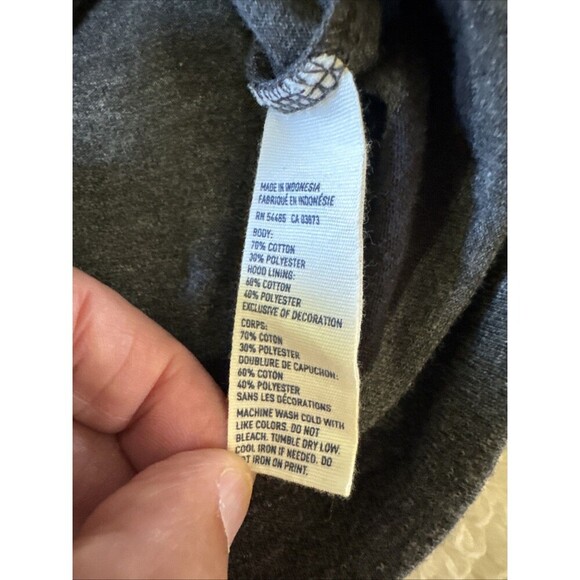 MADE IN INDONESIA
FABRIQUÉ EN INDONÉSIE
RN 54485 CA 03673
BODY:
70% COTTON
30% POLYESTER
HOOD LINING:
60% COTTON
40% POLYESTER
EXCLUSIVE OF DECORATION
CORPS:
70% COTON
30% POLYESTER
DOUBLURE DE CAPUCHON:
60% COTON
40% POLYESTER
SANS LES DÉCORATIONS
MACHINE WASH COLD WITH
LIKE COLORS. DO NOT
BLEACH. TUMBLE DRY LOW.
COOL IRON IF NEEDED. DO
T IRON ON PRINT.